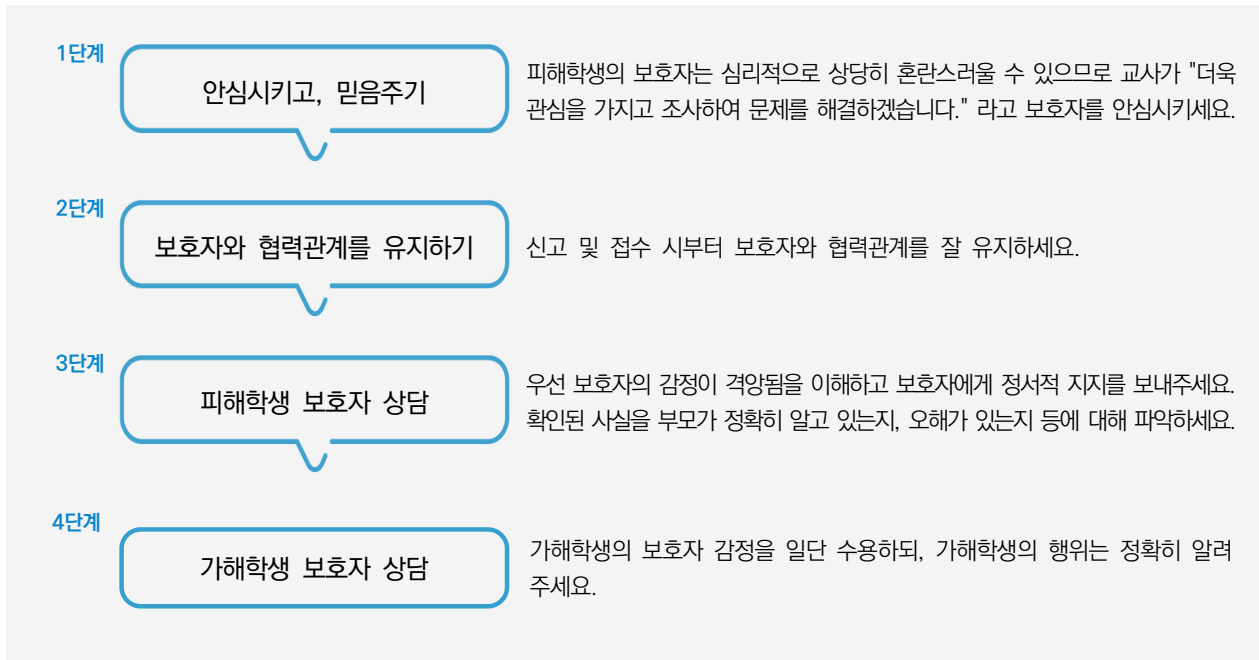 1단계
안심시키고, 믿음주기
피해학생의 보호자는 심리적으로 상당히 혼란스러울 수 있으므로 교사가 "더욱
관심을 가지고 조사하여 문제를 해결하겠습니다." 라고 보호자를 안심시키세요.
2단계
보호자와 협력관계를 유지하기
신고 및 접수 시부터 보호자와 협력관계를 잘 유지하세요.
3단계
피해학생 보호자 상담
우선 보호자의 감정이 격앙됨을 이해하고 보호자에게 정서적 지지를 보내주세요.
확인된 사실을 부모가 정확히 알고 있는지, 오해가 있는지 등에 대해 파악하세요.
4단계
가해학생 보호자 상담
가해학생의 보호자 감정을 일단 수용하되, 가해학생의 행위는 정확히 알려
주세요.